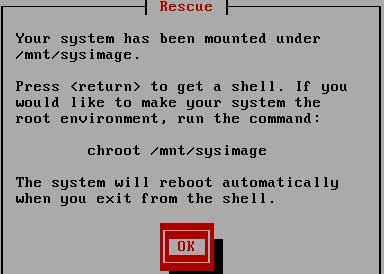 Rescue
Your system has been mounted under
/mnt/sysimage.
Press <return> to get a shell. If you
would like to make your system the
root environment, run the command:
chroot /mnt/sysimage
The system will reboot automatically
when you exit from the shell.
OK